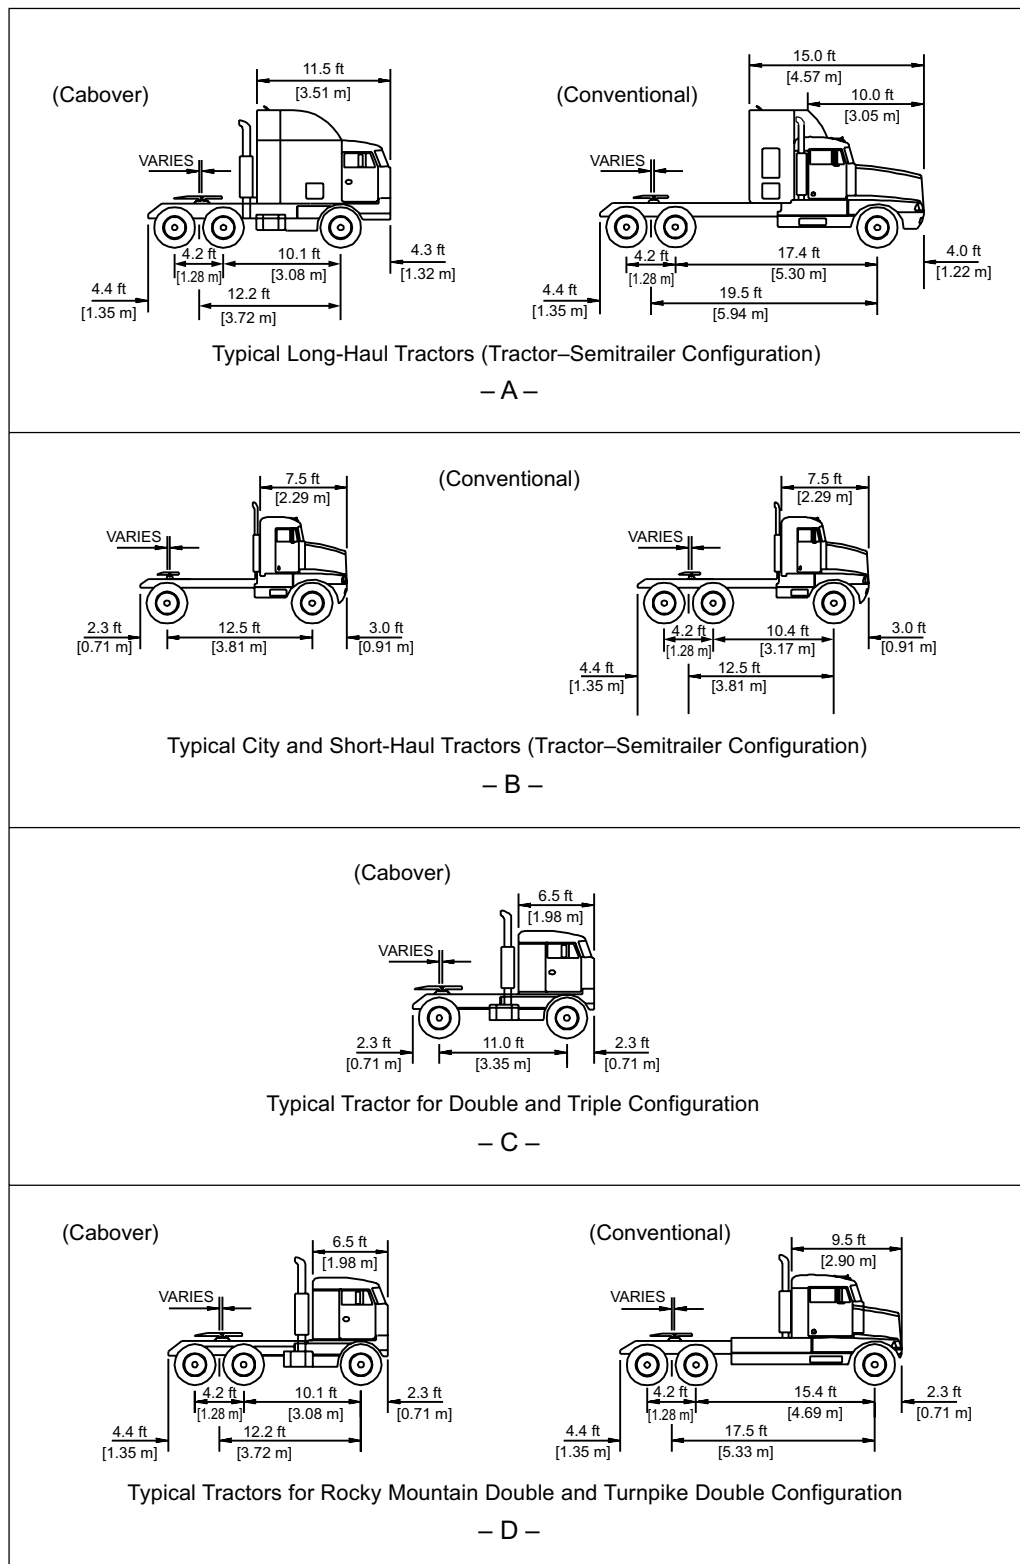 (Cabover)
11.5 ft
[3.51 m]
VARIES
4.2 ft
[1.28 m]
10.1 ft
[3.08 m]
4.3 ft
[1.32 m]
4.4 ft
[1.35 m]
12.2 ft
[3.72 m]
(Conventional)
15.0 ft
[4.57 m]
10.0 ft
[3.05 m]
VARIES
4.2 ft
[1.28 m]
17.4 ft
[5.30 m]
4.0 ft
[1.22 m]
4.4 ft
[1.35 m]
19.5 ft
[5.94 m]
Typical Long-Haul Tractors (Tractor–Semitrailer Configuration)
– A –
(Conventional)
7.5 ft
[2.29 m]
VARIES
2.3 ft
[0.71 m]
12.5 ft
[3.81 m]
3.0 ft
[0.91 m]
7.5 ft
[2.29 m]
VARIES
4.2 ft
[1.28 m]
10.4 ft
[3.17 m]
3.0 ft
[0.91 m]
4.4 ft
[1.35 m]
12.5 ft
[3.81 m]
Typical City and Short-Haul Tractors (Tractor–Semitrailer Configuration)
– B –
(Cabover)
6.5 ft
[1.98 m]
VARIES
2.3 ft
[0.71 m]
11.0 ft
[3.35 m]
2.3 ft
[0.71 m]
Typical Tractor for Double and Triple Configuration
– C –
(Cabover)
6.5 ft
[1.98 m]
VARIES
4.2 ft
[1.28 m]
10.1 ft
[3.08 m]
2.3 ft
[0.71 m]
4.4 ft
[1.35 m]
12.2 ft
[3.72 m]
(Conventional)
9.5 ft
[2.90 m]
VARIES
4.2 ft
[1.28 m]
15.4 ft
[4.69 m]
2.3 ft
[0.71 m]
4.4 ft
[1.35 m]
17.5 ft
[5.33 m]
Typical Tractors for Rocky Mountain Double and Turnpike Double Configuration
– D –